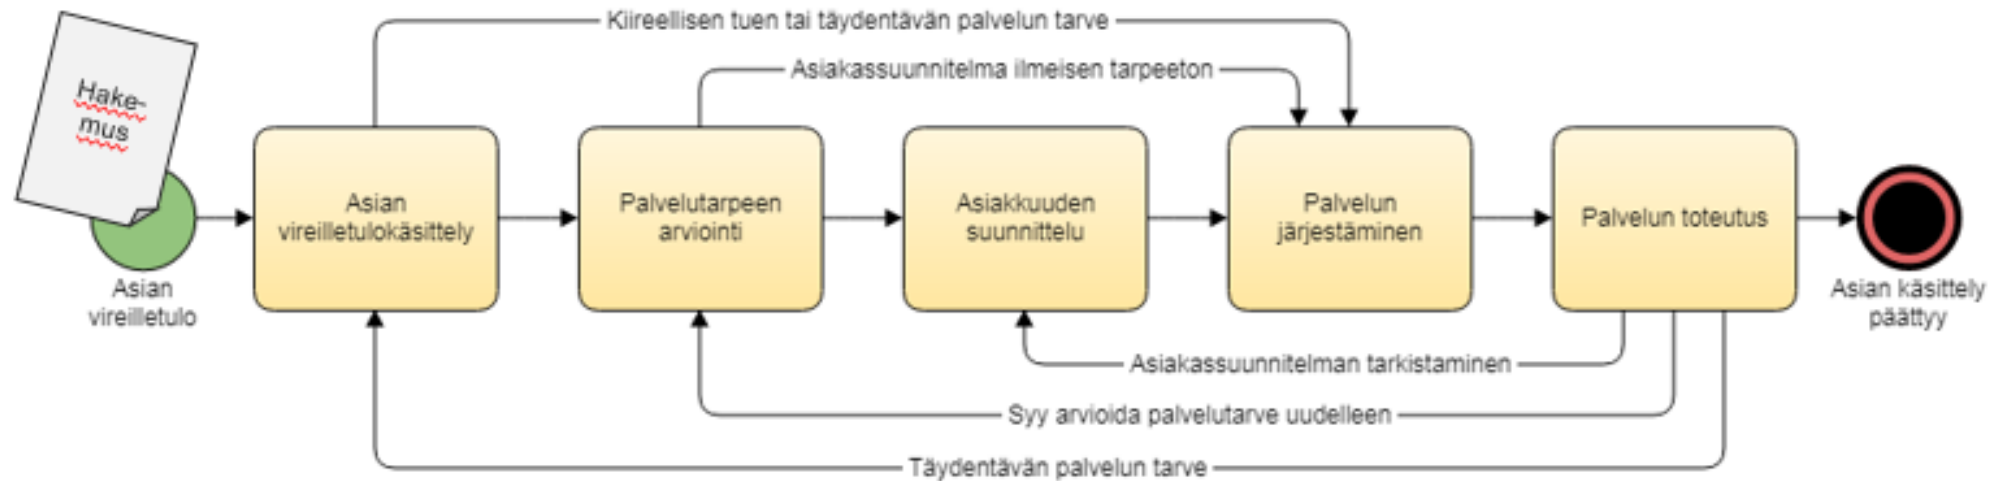 Kiireellisen tuen tai täydentävän palvelun tarve
Asiakassuunnitelma ilmeisen tarpeeton
Hake-
mus
Asian
vireilletulo
Asian
vireilletulokäsittely
Palvelutarpeen
arviointi
Asiakkuuden
suunnittelu
Palvelun
järjestäminen
Palvelun toteutus
Asian käsittely
päättyy
Asiakassuunnitelman tarkistaminen
Syy arvioida palvelutarve uudelleen
Täydentävän palvelun tarve